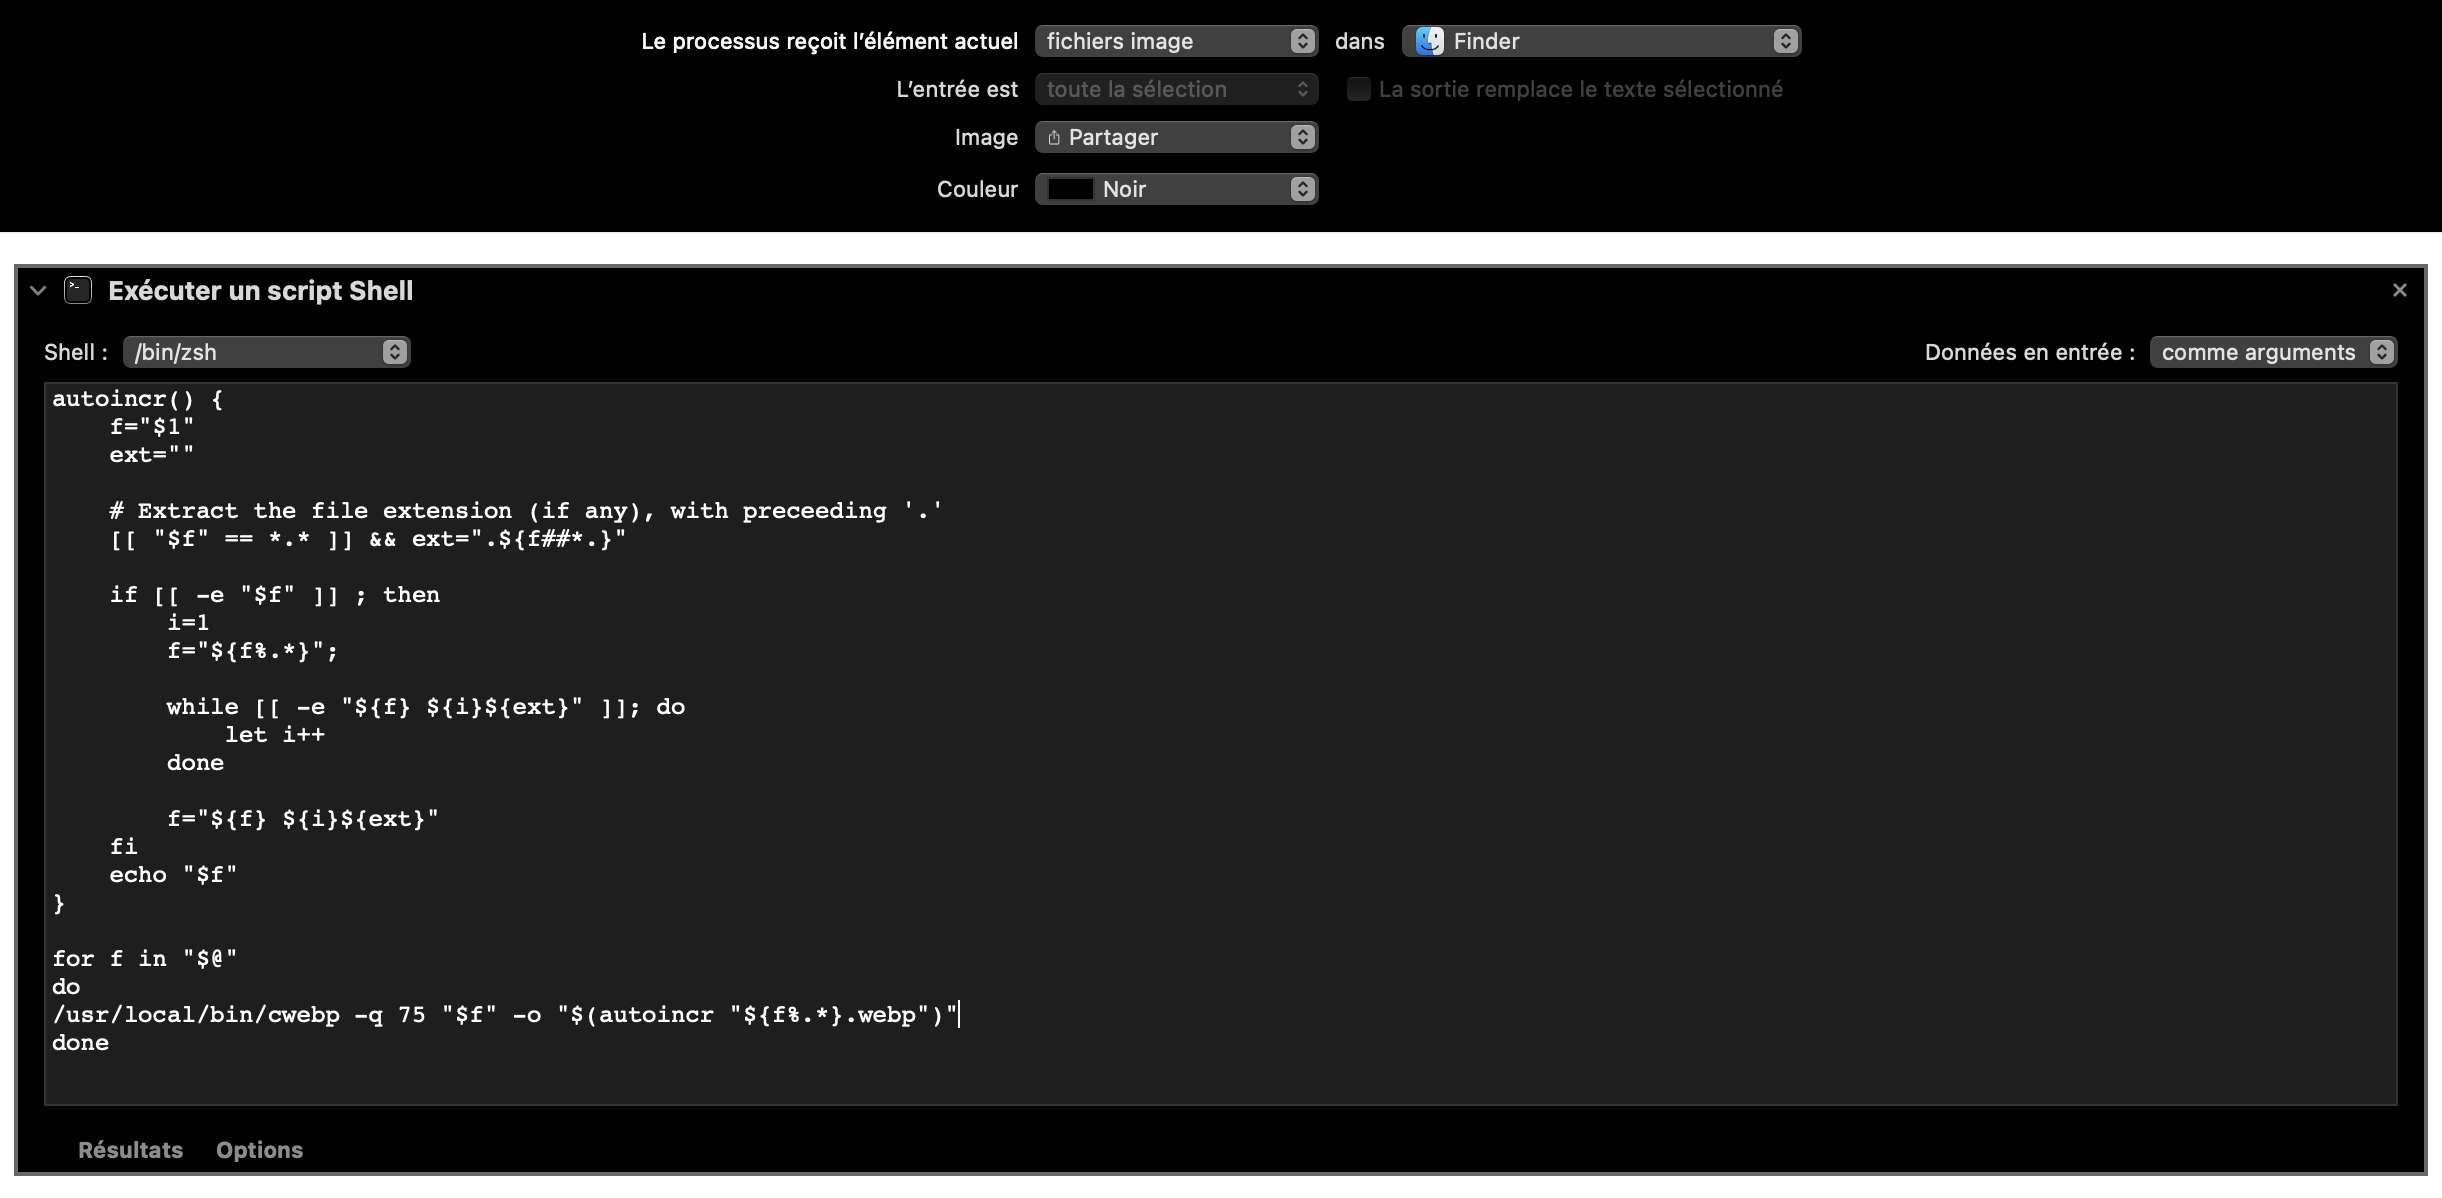 Le processus reçoit l’élément actuel fichiers image dans Finder
L’entrée est toute la sélection La sortie remplace le texte sélectionné
Image Partager
Couleur Noir
Exécuter un script Shell
Shell : /bin/zsh Données en entrée : comme arguments
autoincr() {
    f="$1"
    ext=""

    # Extract the file extension (if any), with preceeding '.'
    [[ "$f" == *.* ]] && ext=".${f##*.}"

    if [[ -e "$f" ]] ; then
        i=1
        f="${f%.*}";

        while [[ -e "${f} ${i}${ext}" ]]; do
            let i++
        done

        f="${f} ${i}${ext}"
    fi
    echo "$f"
}

for f in "$@"
do
/usr/local/bin/cwebp -q 75 "$f" -o "$(autoincr "${f%.*}.webp")"
done
Résultats Options